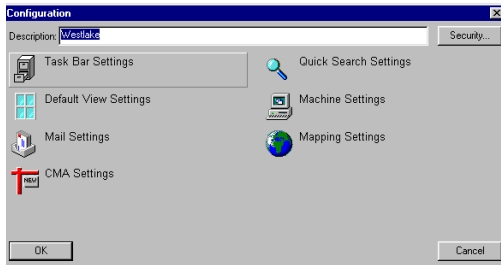 Configuration
Description: Westlake
Security...
Task Bar Settings
Quick Search Settings
Default View Settings
Machine Settings
Mail Settings
Mapping Settings
NEW
CMA Settings
OK
Cancel